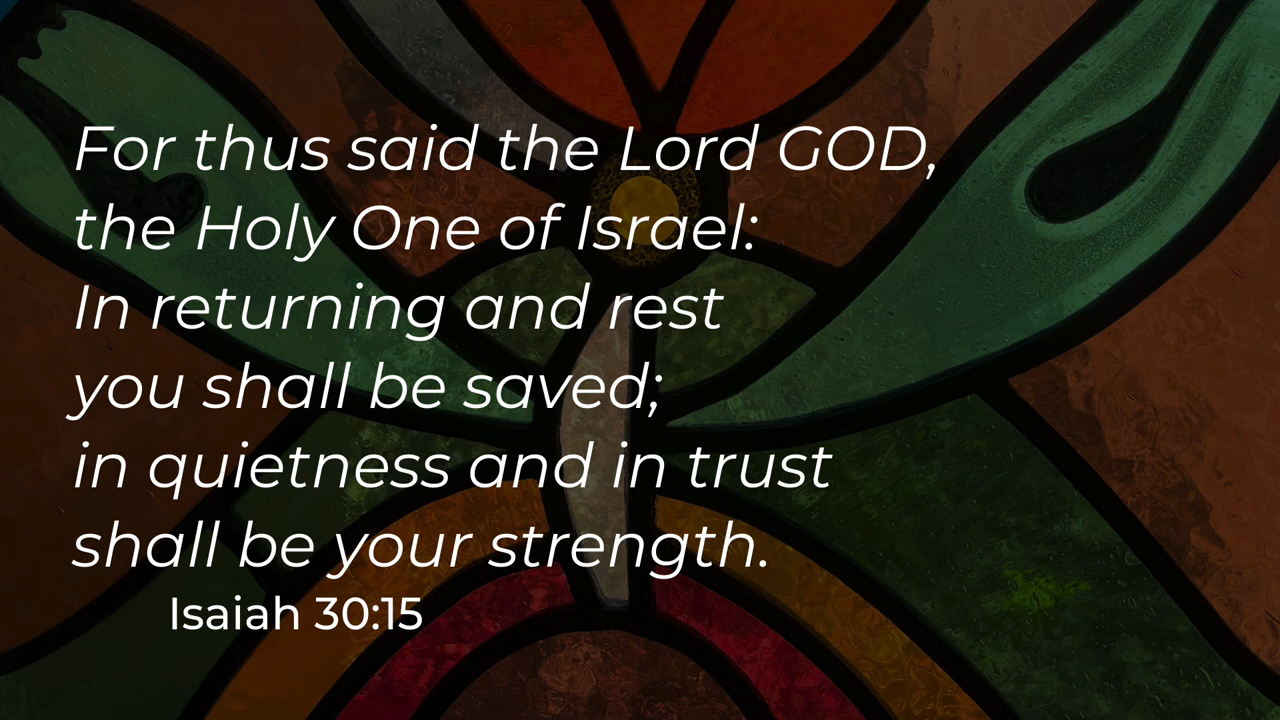 For thus said the Lord GOD,
the Holy One of Israel:
In returning and rest
you shall be saved;
in quietness and in trust
shall be your strength.
Isaiah 30:15